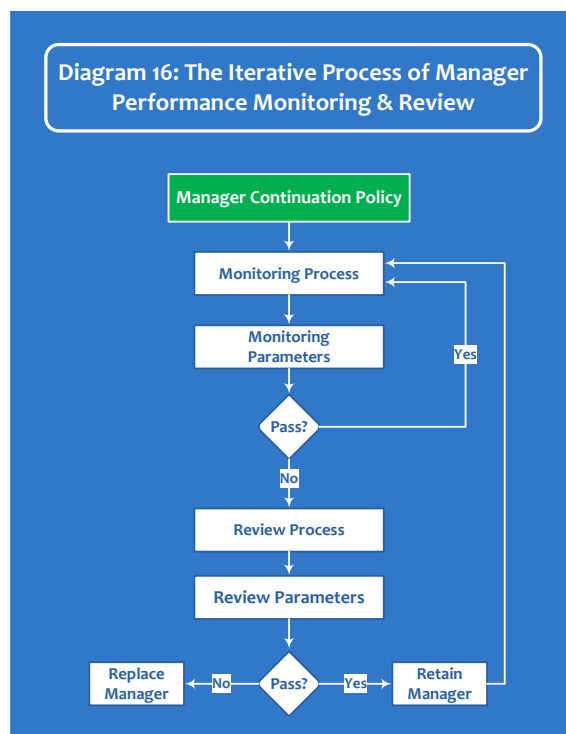 Diagram 16: The Iterative Process of Manager
Performance Monitoring & Review
Manager Continuation Policy
Monitoring Process
Monitoring
Parameters
Yes
Pass?
No
Review Process
Review Parameters
Replace
Manager
No
Pass?
Yes
Retain
Manager